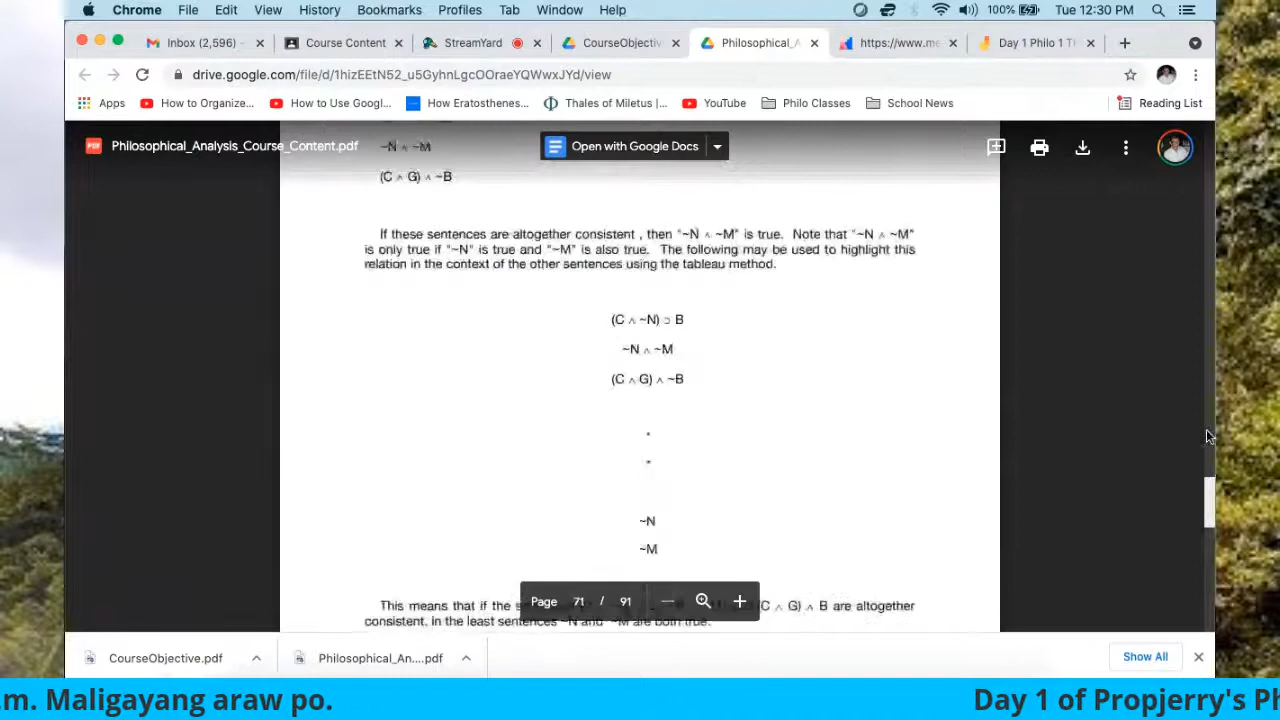 Chrome File Edit View History Bookmarks Profiles Tab Window Help 100% Tue 12:30 PM
Inbox (2,596) - Course Content StreamYard CourseObjectiv Philosophical_A https://www.me Day 1 Philo 1 T
drive.google.com/file/d/1hizEEtN52_u5GyhnLgcOOraeYQWwxJYd/view
Apps How to Organize... How to Use Googl... How Eratosthenes... Thales of Miletus |... YouTube Philo Classes School News Reading List
Philosophical_Analysis_Course_Content.pdf Open with Google Docs
~N ∧ ~M
(C ∧ G) ∧ ~B
If these sentences are altogether consistent , then "~N ∧ ~M" is true. Note that "~N ∧ ~M"
is only true if "~N" is true and "~M" is also true. The following may be used to highlight this
relation in the context of the other sentences using the tableau method.
(C ∧ ~N) ⊃ B
~N ∧ ~M
(C ∧ G) ∧ ~B
~N
~M
Page 71 / 91
This means that if the (C ∧ G) ∧ B are altogether
consistent, in the least sentences ~N and ~M are both true.
CourseObjective.pdf Philosophical_An....pdf Show All
.m. Maligayang araw po. Day 1 of Propjerry's Ph